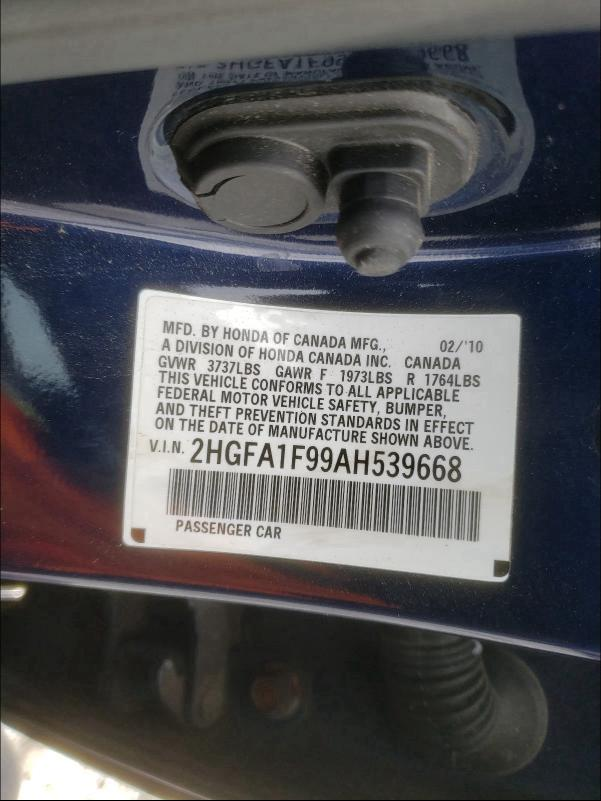 MFD. BY HONDA OF CANADA MFG., 02/'10
A DIVISION OF HONDA CANADA INC. CANADA
GVWR 3737LBS GAWR F 1973LBS R 1764LBS
THIS VEHICLE CONFORMS TO ALL APPLICABLE
FEDERAL MOTOR VEHICLE SAFETY, BUMPER,
AND THEFT PREVENTION STANDARDS IN EFFECT
ON THE DATE OF MANUFACTURE SHOWN ABOVE.
V.I.N. 2HGFA1F99AH539668
PASSENGER CAR